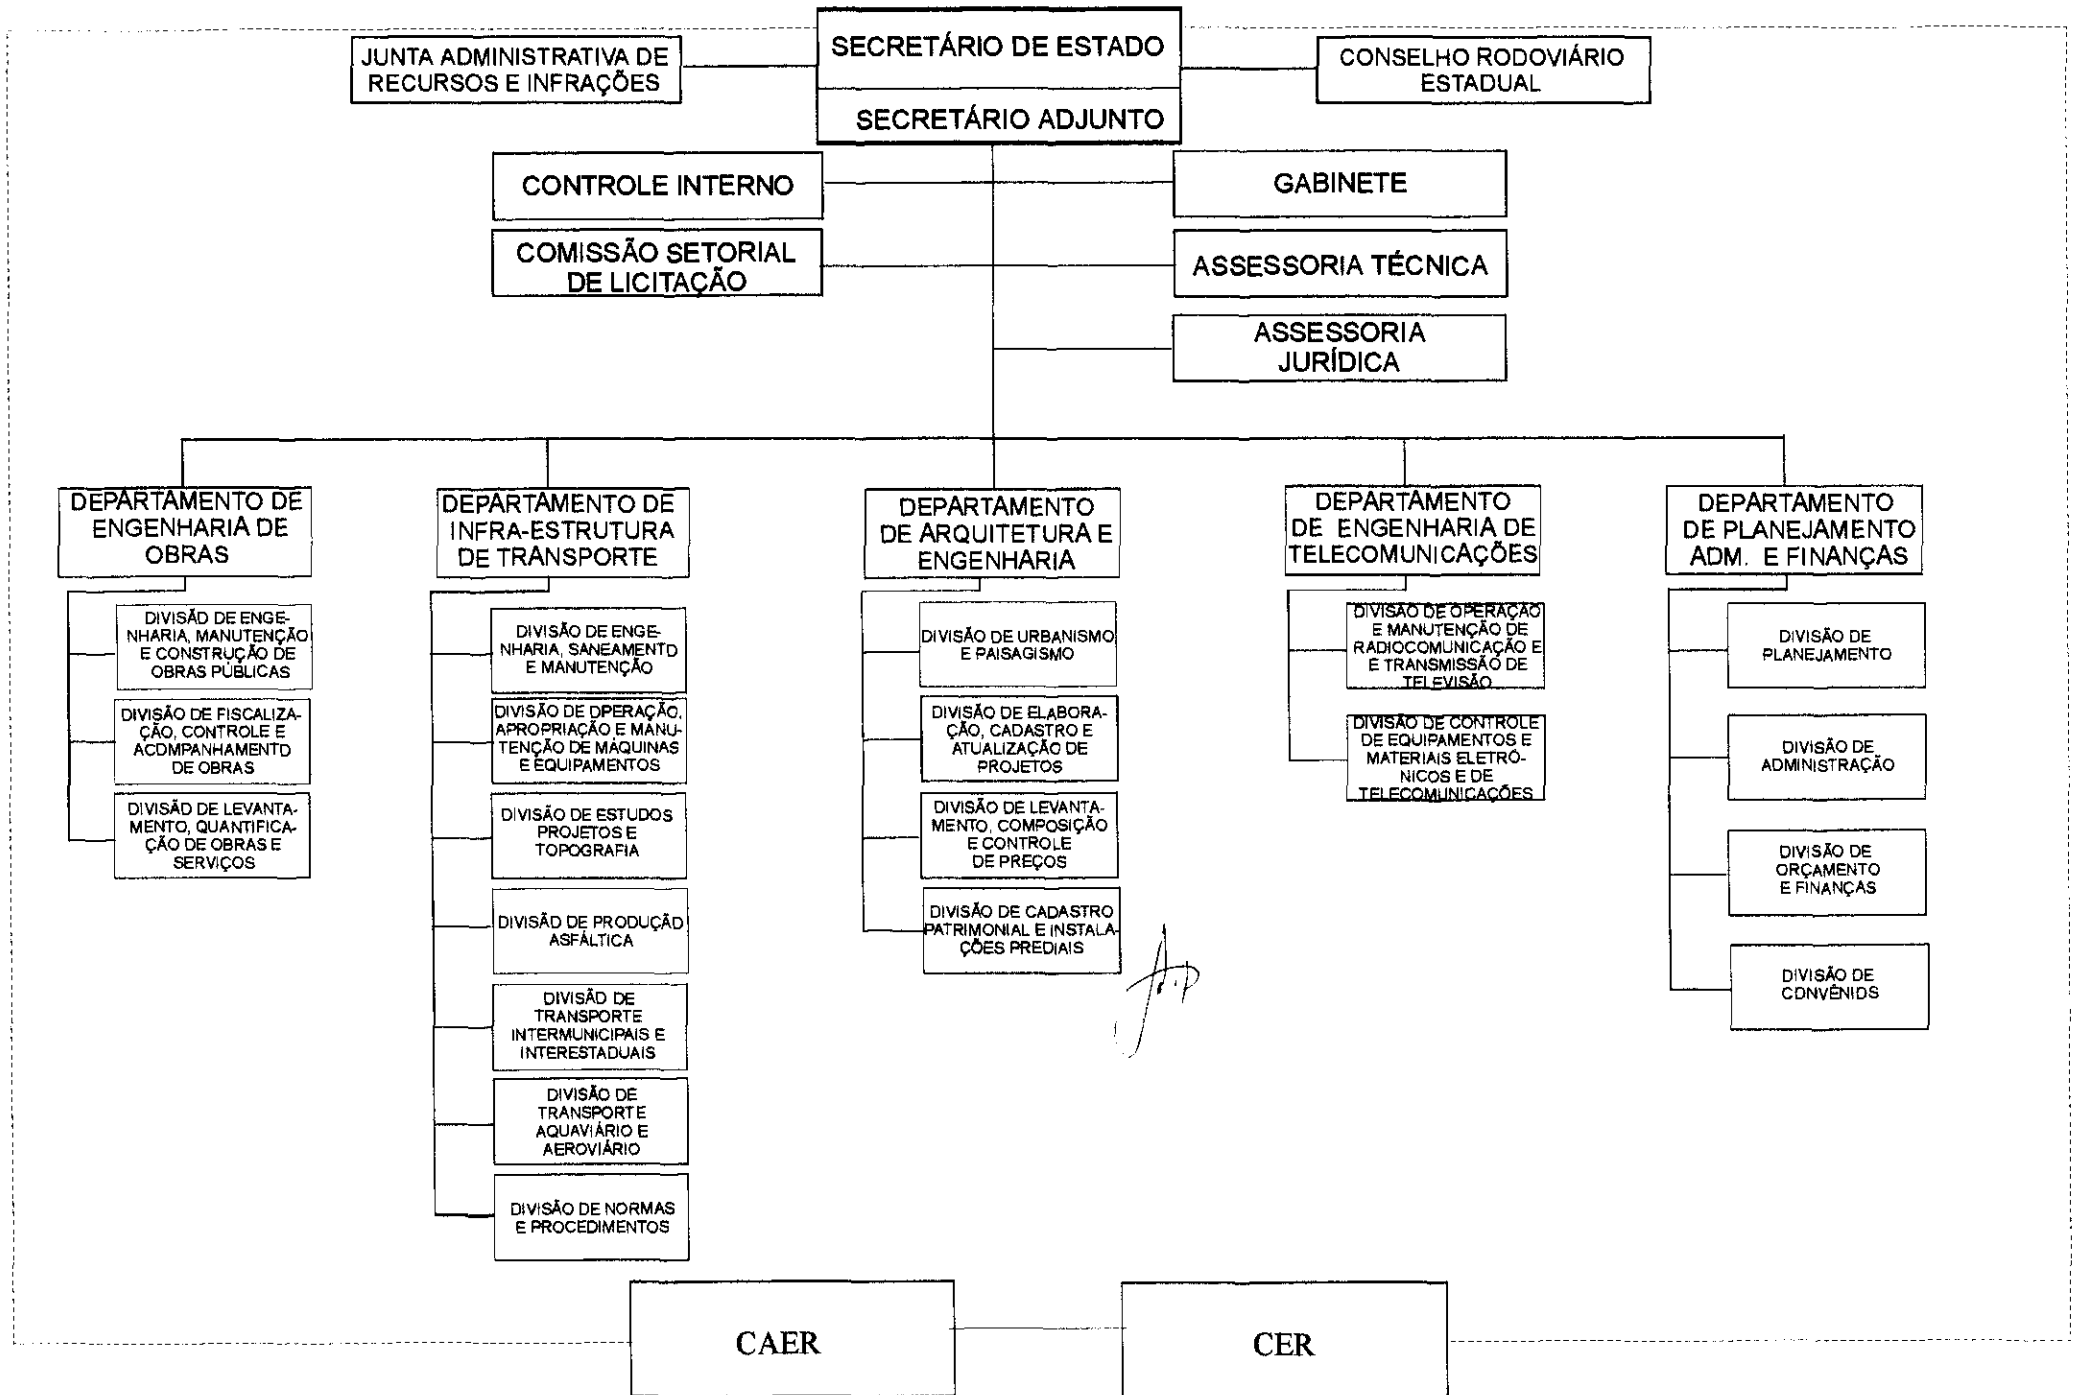 JUNTA ADMINISTRATIVA DE
RECURSOS E INFRAÇÕES
SECRETÁRIO DE ESTADO
SECRETÁRIO ADJUNTO
CONSELHO RODOVIÁRIO
ESTADUAL
CONTROLE INTERNO
GABINETE
COMISSÃO SETORIAL
DE LICITAÇÃO
ASSESSORIA TÉCNICA
ASSESSORIA
JURÍDICA
DEPARTAMENTO DE
ENGENHARIA DE
OBRAS
DIVISÃO DE ENGE-
NHARIA, MANUTENÇÃO
E CONSTRUÇÃO DE
OBRAS PÚBLICAS
DIVISÃO DE FISCALIZA-
ÇÃO, CONTROLE E
ACOMPANHAMENTO
DE OBRAS
DIVISÃO DE LEVANTA-
MENTO, QUANTIFICA-
ÇÃO DE OBRAS E
SERVIÇOS
DEPARTAMENTO DE
INFRA-ESTRUTURA
DE TRANSPORTE
DIVISÃO DE ENGE-
NHARIA, SANEAMENTO
E MANUTENÇÃO
DIVISÃO DE OPERAÇÃO,
APROPRIAÇÃO E MANU-
TENÇÃO DE MÁQUINAS
E EQUIPAMENTOS
DIVISÃO DE ESTUDOS
PROJETOS E
TOPOGRAFIA
DIVISÃO DE PRODUÇÃO
ASFÁLTICA
DIVISÃO DE
TRANSPORTE
INTERMUNICIPAIS E
INTERESTADUAIS
DIVISÃO DE
TRANSPORTE
AQUAVIÁRIO E
AEROVIÁRIO
DIVISÃO DE NORMAS
E PROCEDIMENTOS
DEPARTAMENTO
DE ARQUITETURA E
ENGENHARIA
DIVISÃO DE URBANISMO
E PAISAGISMO
DIVISÃO DE ELABORA-
ÇÃO, CADASTRO E
ATUALIZAÇÃO DE
PROJETOS
DIVISÃO DE LEVANTA-
MENTO, COMPOSIÇÃO
E CONTROLE
DE PREÇOS
DIVISÃO DE CADASTRO
PATRIMONIAL E INSTALA-
ÇÕES PREDIAIS
DEPARTAMENTO
DE ENGENHARIA DE
TELECOMUNICAÇÕES
DIVISÃO DE OPERAÇÃO
E MANUTENÇÃO DE
RADIOCOMUNICAÇÃO E
E TRANSMISSÃO DE
TELEVISÃO
DIVISÃO DE CONTROLE
DE EQUIPAMENTOS E
MATERIAIS ELETRÔ-
NICOS E DE
TELECOMUNICAÇÕES
DEPARTAMENTO
DE PLANEJAMENTO
ADM. E FINANÇAS
DIVISÃO DE
PLANEJAMENTO
DIVISÃO DE
ADMINISTRAÇÃO
DIVISÃO DE
ORÇAMENTO
E FINANÇAS
DIVISÃO DE
CONVÊNIOS
CAER
CER